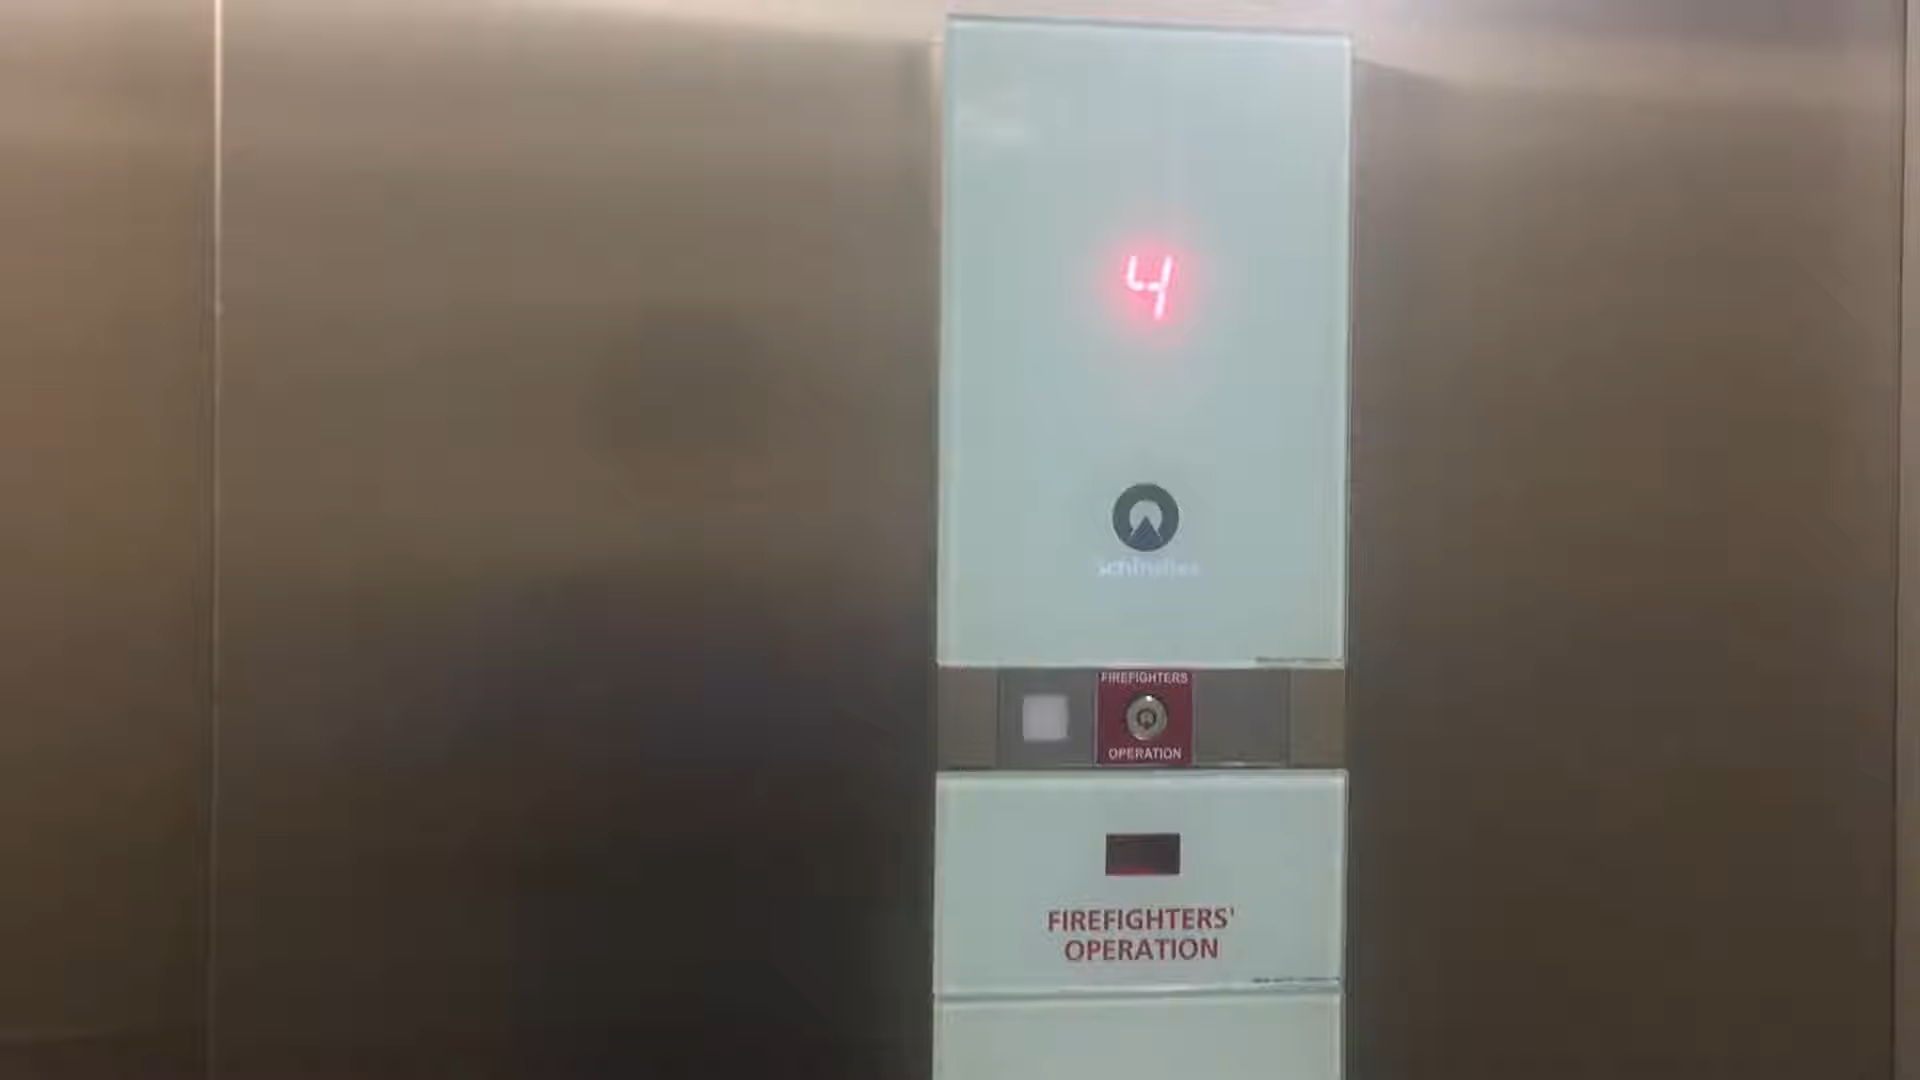 4
Schindler
FIREFIGHTERS
OPERATION
FIREFIGHTERS'
OPERATION